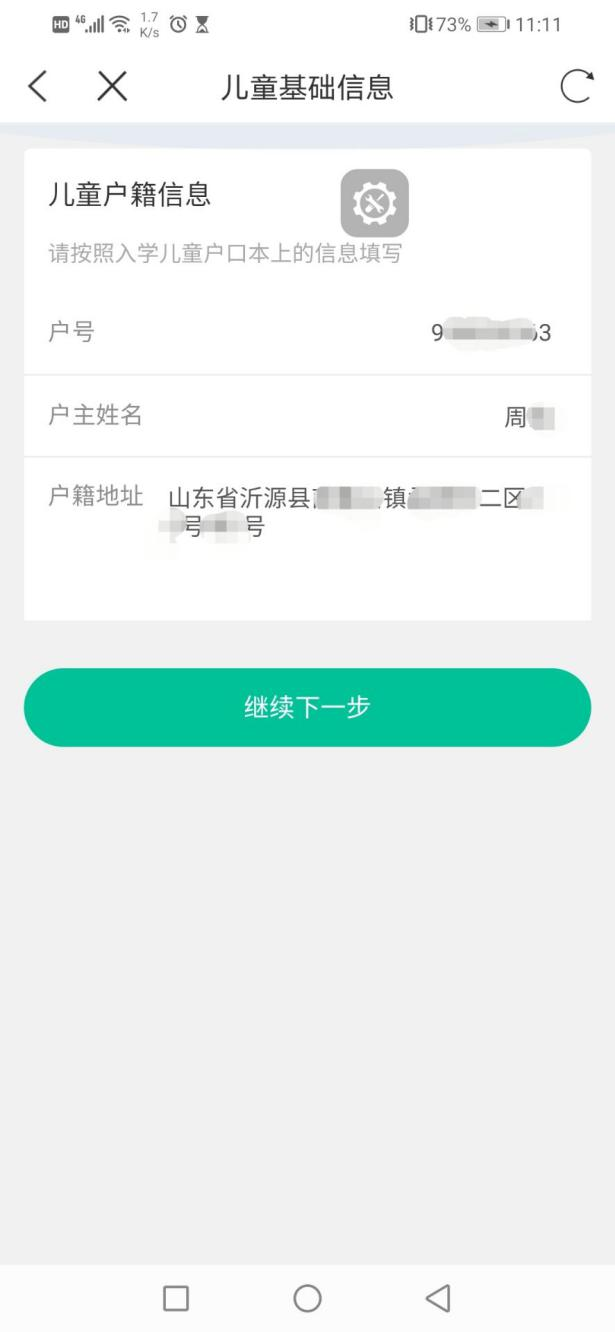 HD 4G 1.7 K/s 73% 11:11
儿童基础信息
儿童户籍信息
请按照入学儿童户口本上的信息填写
户号 9 3
户主姓名 周
户籍地址 山东省沂源县 镇 二区
号 号
继续下一步